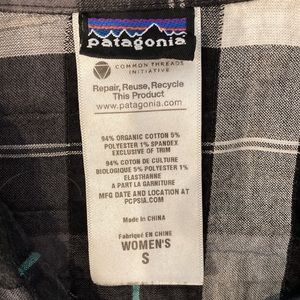 patagonia
COMMON THREADS
INITIATIVE
Repair, Reuse, Recycle
This Product
www.patagonia.com
94% ORGANIC COTTON 5%
POLYESTER 1% SPANDEX
EXCLUSIVE OF TRIM
94% COTON DE CULTURE
BIOLOGIQUE 5% POLYESTER 1%
ELASTHANNE
A PART LA GARNITURE
MFG DATE AND LOCATION AT
PCPSIA.COM
Made in CHINA
Fabriqué EN CHINE
WOMEN'S
S